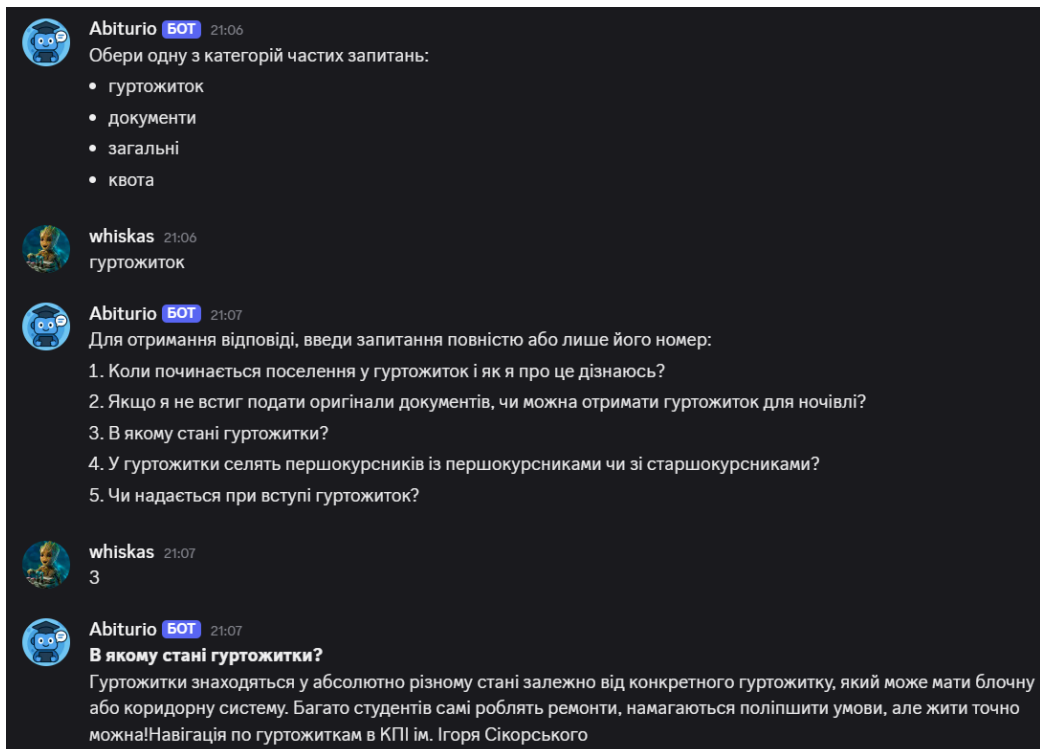 Abiturio БОТ 21:06
Обери одну з категорій частих запитань:
• гуртожиток
• документи
• загальні
• квота
whiskas 21:06
гуртожиток
Abiturio БОТ 21:07
Для отримання відповіді, введи запитання повністю або лише його номер:
1. Коли починається поселення у гуртожиток і як я про це дізнаюсь?
2. Якщо я не встиг подати оригінали документів, чи можна отримати гуртожиток для ночівлі?
3. В якому стані гуртожитки?
4. У гуртожитки селять першокурсників із першокурсниками чи зі старшокурсниками?
5. Чи надається при вступі гуртожиток?
whiskas 21:07
3
Abiturio БОТ 21:07
В якому стані гуртожитки?
Гуртожитки знаходяться у абсолютно різному стані залежно від конкретного гуртожитку, який може мати блочну
або коридорну систему. Багато студентів самі роблять ремонти, намагаються поліпшити умови, але жити точно
можна!Навігація по гуртожиткам в КПІ ім. Ігоря Сікорського